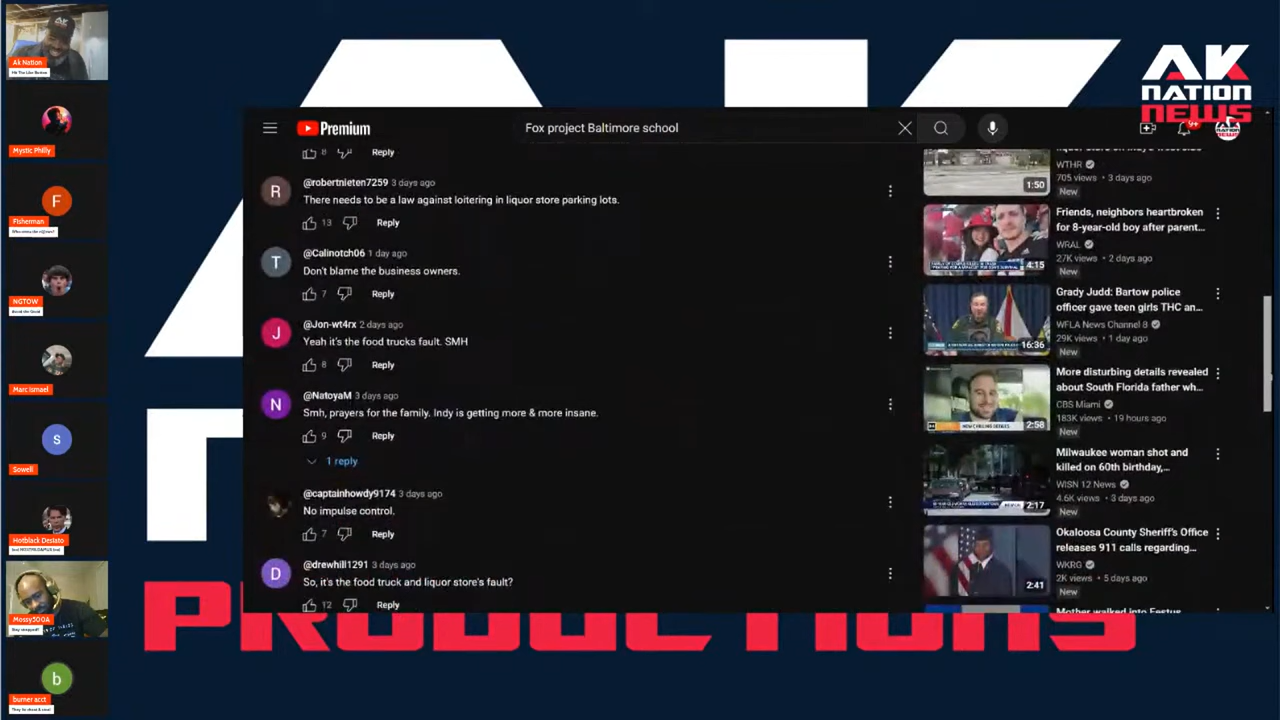 Ak Nation
Mystic Philly
Fisherman
NGTOW
Marc Ismael
Sowell
Hotblack Desiato
MossySOGA
Stay strapped!
burner acct
AK
NATION
NEWS
Premium
Fox project Baltimore school
9+
8
Reply
@robertnieten7259 3 days ago
There needs to be a law against loitering in liquor store parking lots.
13
Reply
@Calinotch06 1 day ago
Don't blame the business owners.
7
Reply
@Jon-wt4rx 2 days ago
Yeah it's the food trucks fault. SMH
8
Reply
@NatoyaM 3 days ago
Smh, prayers for the family. Indy is getting more & more insane.
9
Reply
1 reply
@captainhowdy9174 3 days ago
No impulse control.
7
Reply
@drewhill1291 3 days ago
So, it's the food truck and liquor store's fault?
12
Reply
WTHR
705 views • 3 days ago
New
1:50
Friends, neighbors heartbroken
for 8-year-old boy after parent...
WRAL
27K views • 2 days ago
New
4:15
Grady Judd: Bartow police
officer gave teen girls THC an...
WFLA News Channel 8
29K views • 1 day ago
New
16:36
More disturbing details revealed
about South Florida father wh...
CBS Miami
183K views • 19 hours ago
New
2:58
Milwaukee woman shot and
killed on 60th birthday,...
WISN 12 News
4.6K views • 3 days ago
New
2:17
Okaloosa County Sheriff's Office
releases 911 calls regarding...
WKRG
2K views • 5 days ago
New
2:41
Mother walked into Festus
PRODUCTIONS